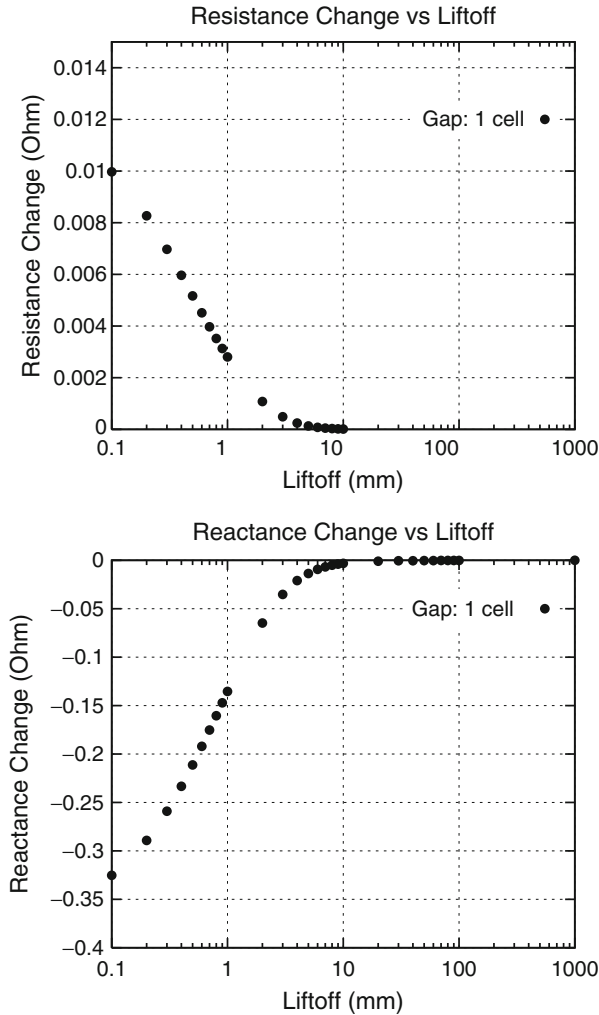 Resistance Change vs Liftoff
0.014
0.012
0.01
0.008
0.006
0.004
0.002
0
Resistance Change (Ohm)
Gap: 1 cell
0.1 1 10 100 1000
Liftoff (mm)
Reactance Change vs Liftoff
0
−0.05
−0.1
−0.15
−0.2
−0.25
−0.3
−0.35
−0.4
Reactance Change (Ohm)
Gap: 1 cell
0.1 1 10 100 1000
Liftoff (mm)